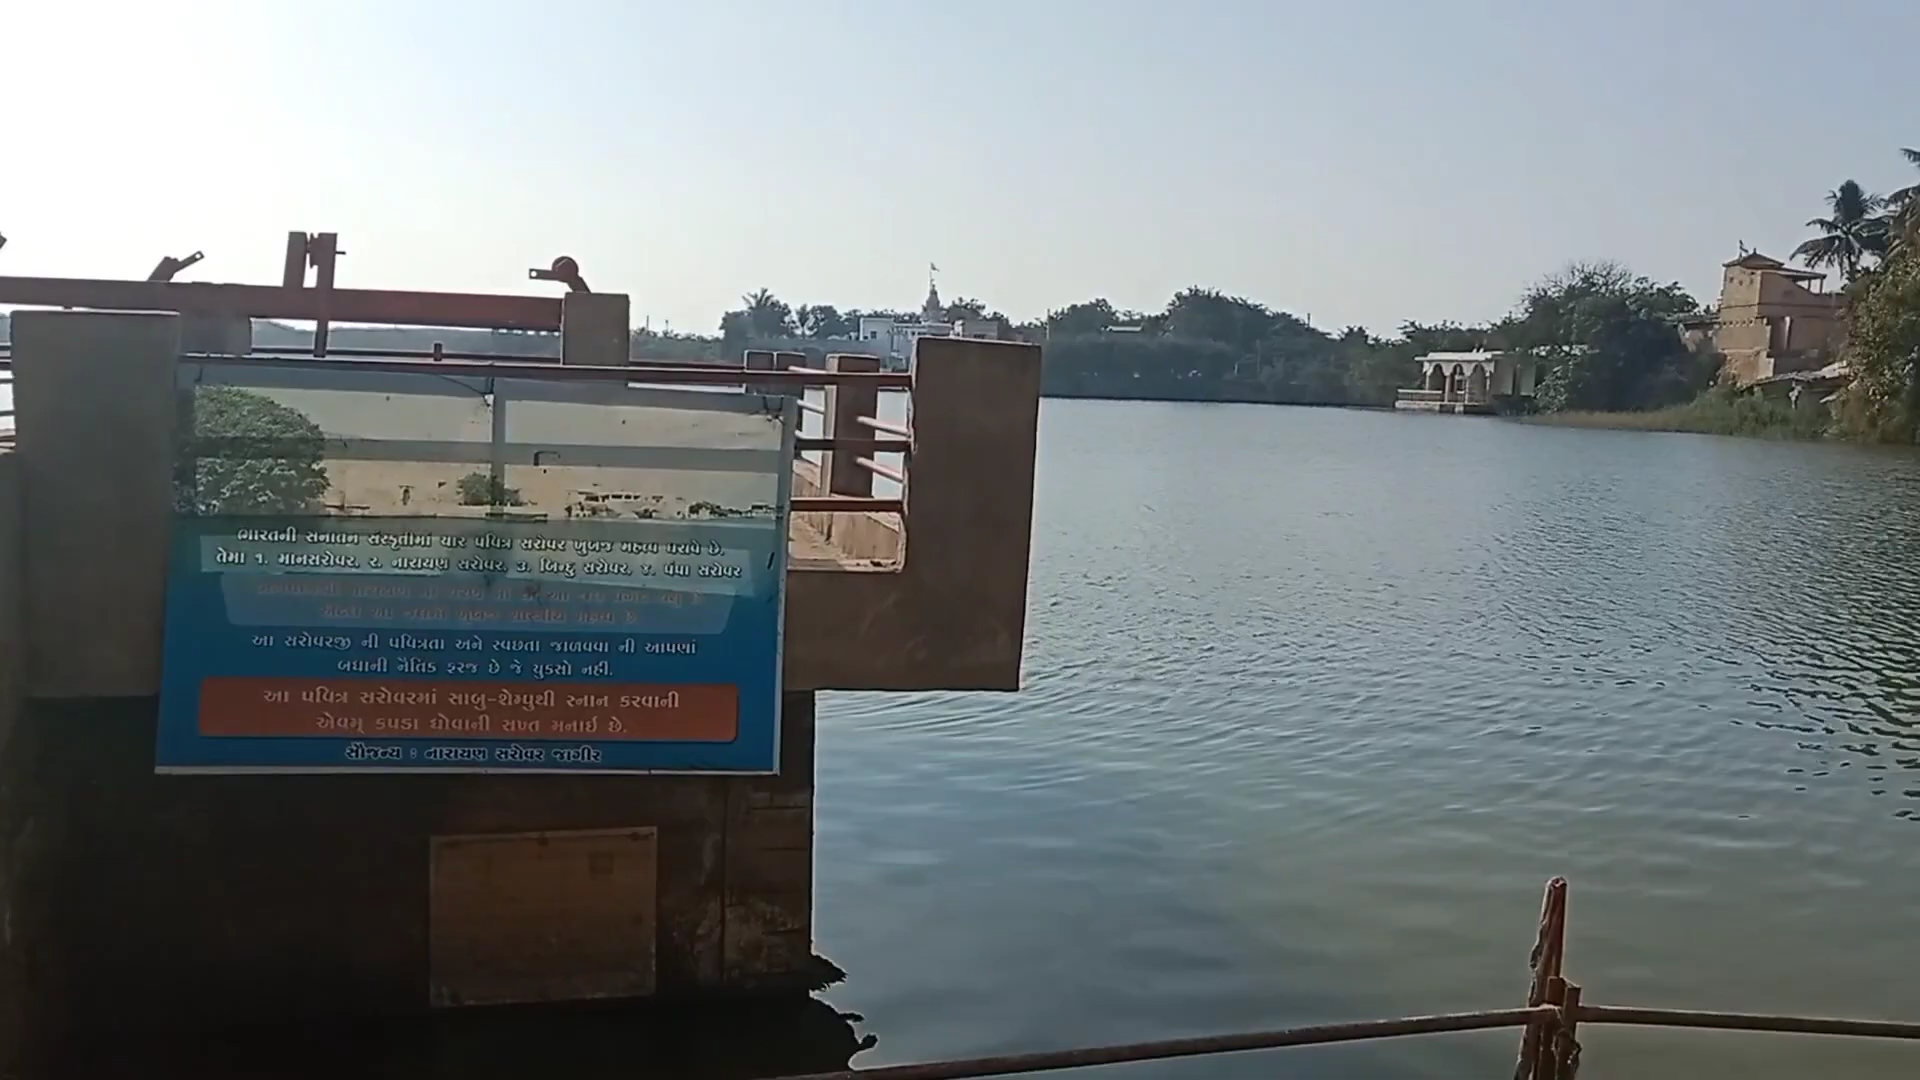 ભારતની સનાતન સંસ્કૃતીમાં ચાર પવિત્ર સરોવર ખુબજ મહત્વ ધરાવે છે.
તેમા ૧. માનસરોવર, ૨. નારાયણ સરોવર, ૩. બિન્દુ સરોવર, ૪. પંપા સરોવર
આ સરોવરજી ની પવિત્રતા અને સ્વછતા જાળવવા ની આપણાં
બધાની નૈતિક ફરજ છે જે ચુકસો નહી.
આ પવિત્ર સરોવરમાં સાબુ-શેમ્પુથી સ્નાન કરવાની
એવમ્ કપડા ધોવાની સખ્ત મનાઇ છે.
સૌજન્ય : નારાયણ સરોવર જાગીર